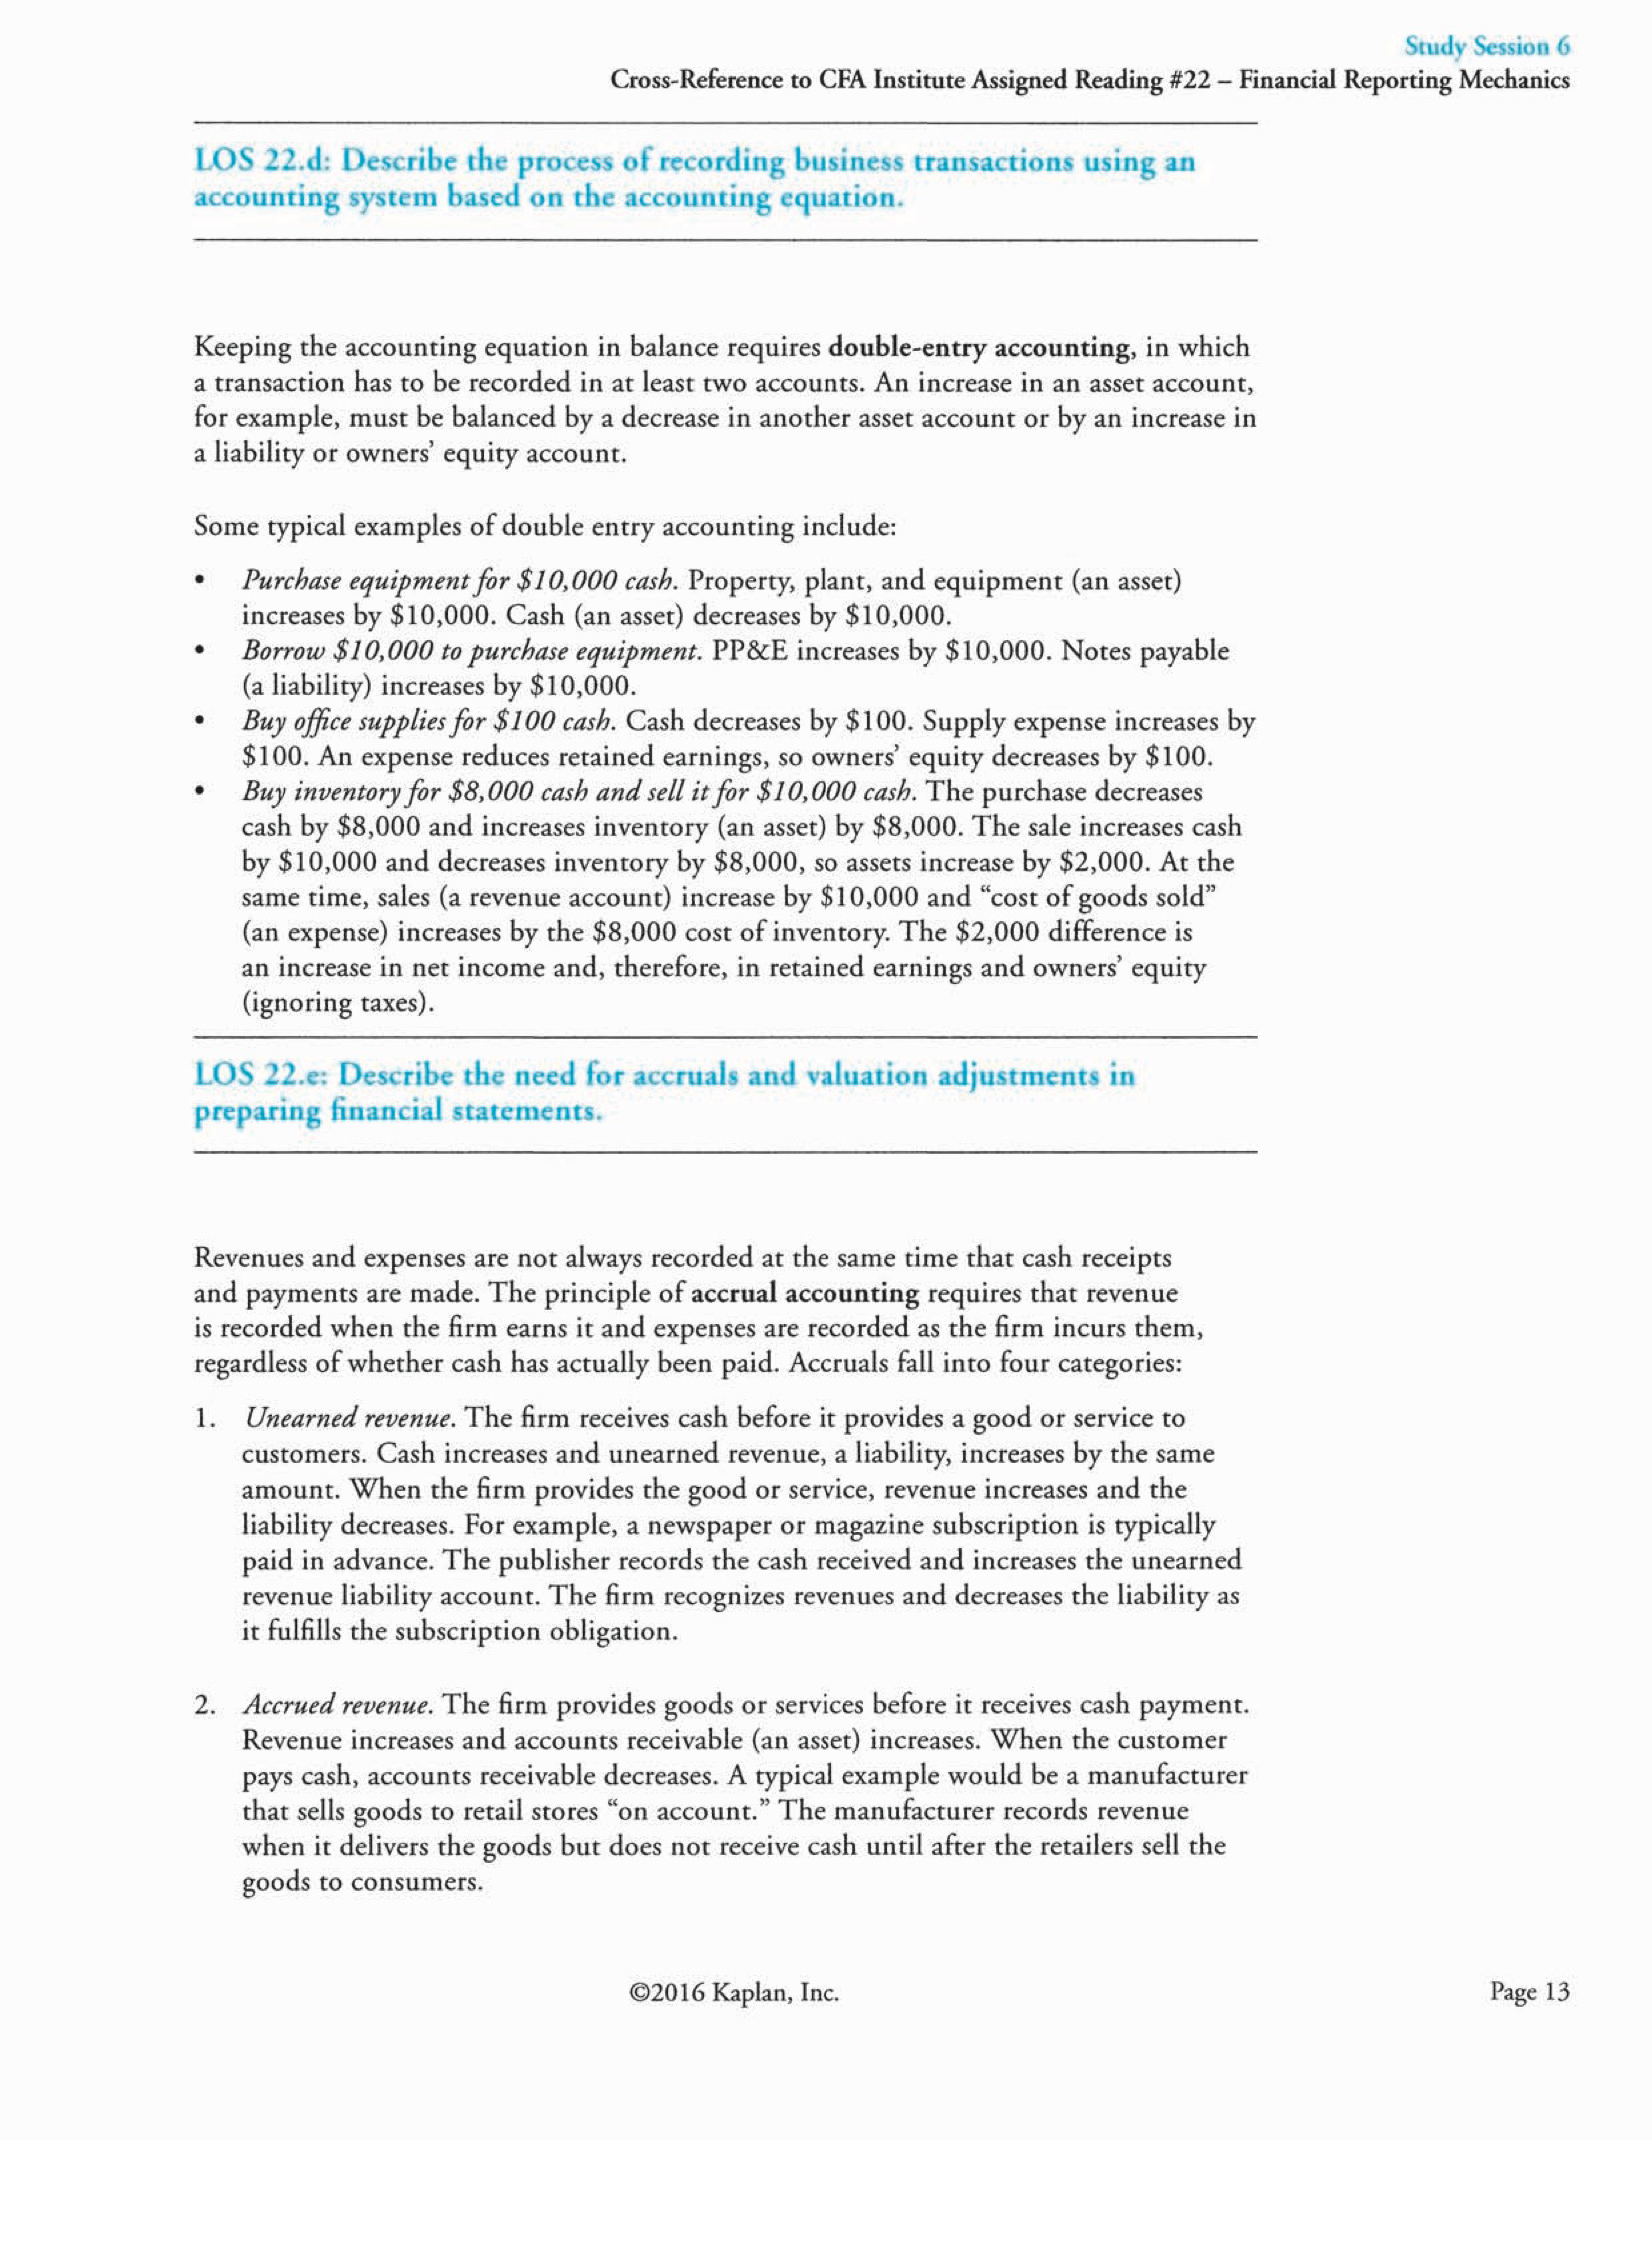 Study Session 6
Cross-Reference to CFA Institute Assigned Reading #22 – Financial Reporting Mechanics
LOS 22.d: Describe the process of recording business transactions using an
accounting system based on the accounting equation.
Keeping the accounting equation in balance requires double-entry accounting, in which
a transaction has to be recorded in at least two accounts. An increase in an asset account,
for example, must be balanced by a decrease in another asset account or by an increase in
a liability or owners' equity account.
Some typical examples of double entry accounting include:
• Purchase equipment for $10,000 cash. Property, plant, and equipment (an asset)
increases by $10,000. Cash (an asset) decreases by $10,000.
• Borrow $10,000 to purchase equipment. PP&E increases by $10,000. Notes payable
(a liability) increases by $10,000.
• Buy office supplies for $100 cash. Cash decreases by $100. Supply expense increases by
$100. An expense reduces retained earnings, so owners' equity decreases by $100.
• Buy inventory for $8,000 cash and sell it for $10,000 cash. The purchase decreases
cash by $8,000 and increases inventory (an asset) by $8,000. The sale increases cash
by $10,000 and decreases inventory by $8,000, so assets increase by $2,000. At the
same time, sales (a revenue account) increase by $10,000 and “cost of goods sold”
(an expense) increases by the $8,000 cost of inventory. The $2,000 difference is
an increase in net income and, therefore, in retained earnings and owners' equity
(ignoring taxes).
LOS 22.e: Describe the need for accruals and valuation adjustments in
preparing financial statements.
Revenues and expenses are not always recorded at the same time that cash receipts
and payments are made. The principle of accrual accounting requires that revenue
is recorded when the firm earns it and expenses are recorded as the firm incurs them,
regardless of whether cash has actually been paid. Accruals fall into four categories:
1. Unearned revenue. The firm receives cash before it provides a good or service to
customers. Cash increases and unearned revenue, a liability, increases by the same
amount. When the firm provides the good or service, revenue increases and the
liability decreases. For example, a newspaper or magazine subscription is typically
paid in advance. The publisher records the cash received and increases the unearned
revenue liability account. The firm recognizes revenues and decreases the liability as
it fulfills the subscription obligation.
2. Accrued revenue. The firm provides goods or services before it receives cash payment.
Revenue increases and accounts receivable (an asset) increases. When the customer
pays cash, accounts receivable decreases. A typical example would be a manufacturer
that sells goods to retail stores “on account.” The manufacturer records revenue
when it delivers the goods but does not receive cash until after the retailers sell the
goods to consumers.
©2016 Kaplan, Inc.
Page 13